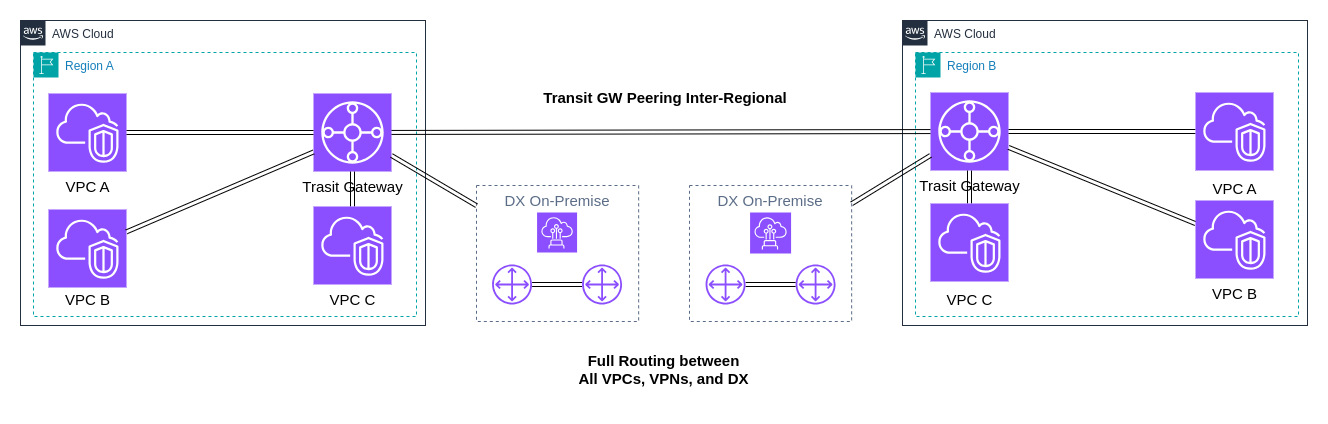 aws
AWS Cloud
Region A
VPC A
Trasit Gateway
VPC B
VPC C
Transit GW Peering Inter-Regional
DX On-Premise
DX On-Premise
aws
AWS Cloud
Region B
Trasit Gateway
VPC A
VPC C
VPC B
Full Routing between
All VPCs, VPNs, and DX